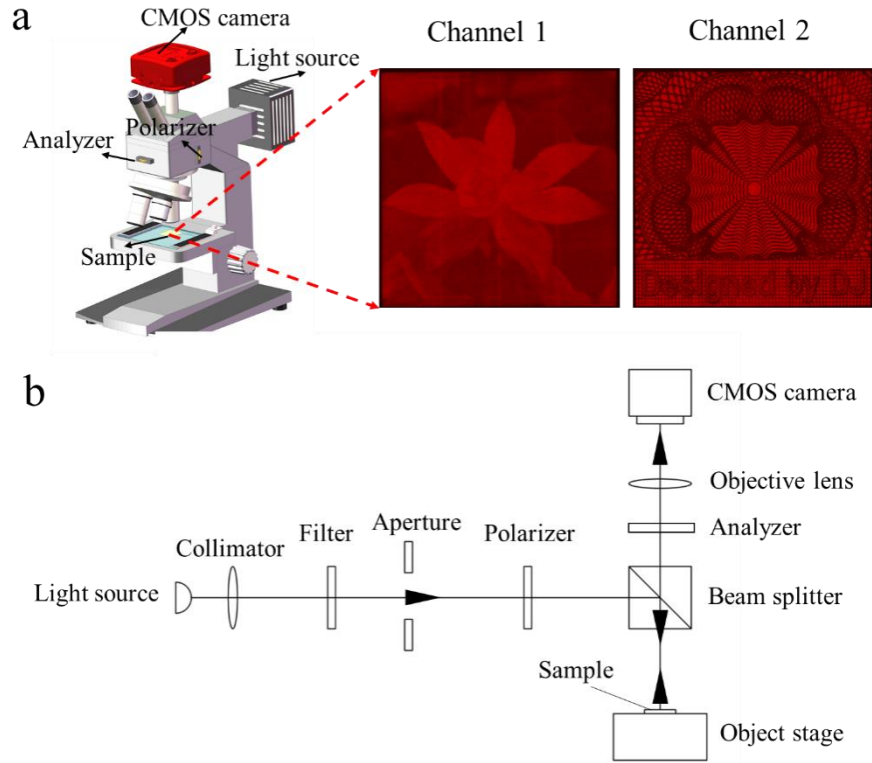 a
CMOS camera
Light source
Polarizer
Analyzer
Sample
Channel 1
Channel 2
Designed by DJ
b
CMOS camera
Objective lens
Analyzer
Beam splitter
Light source
Collimator
Filter
Aperture
Polarizer
Sample
Object stage